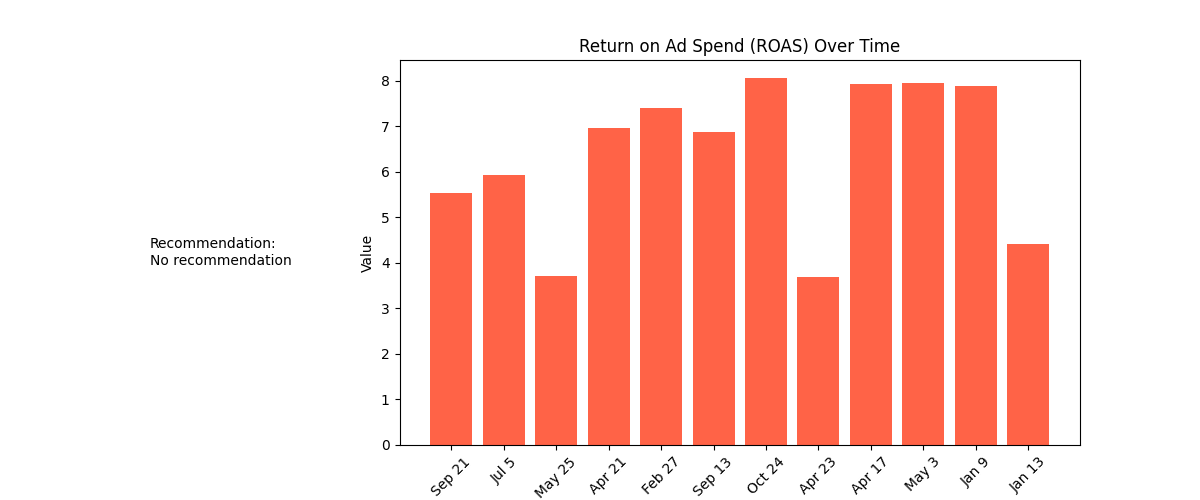 Return on Ad Spend (ROAS) Over Time
Recommendation:
No recommendation
Value
8
7
6
5
4
3
2
1
0
Sep 21
Jul 5
May 25
Apr 21
Feb 27
Sep 13
Oct 24
Apr 23
Apr 17
May 3
Jan 9
Jan 13